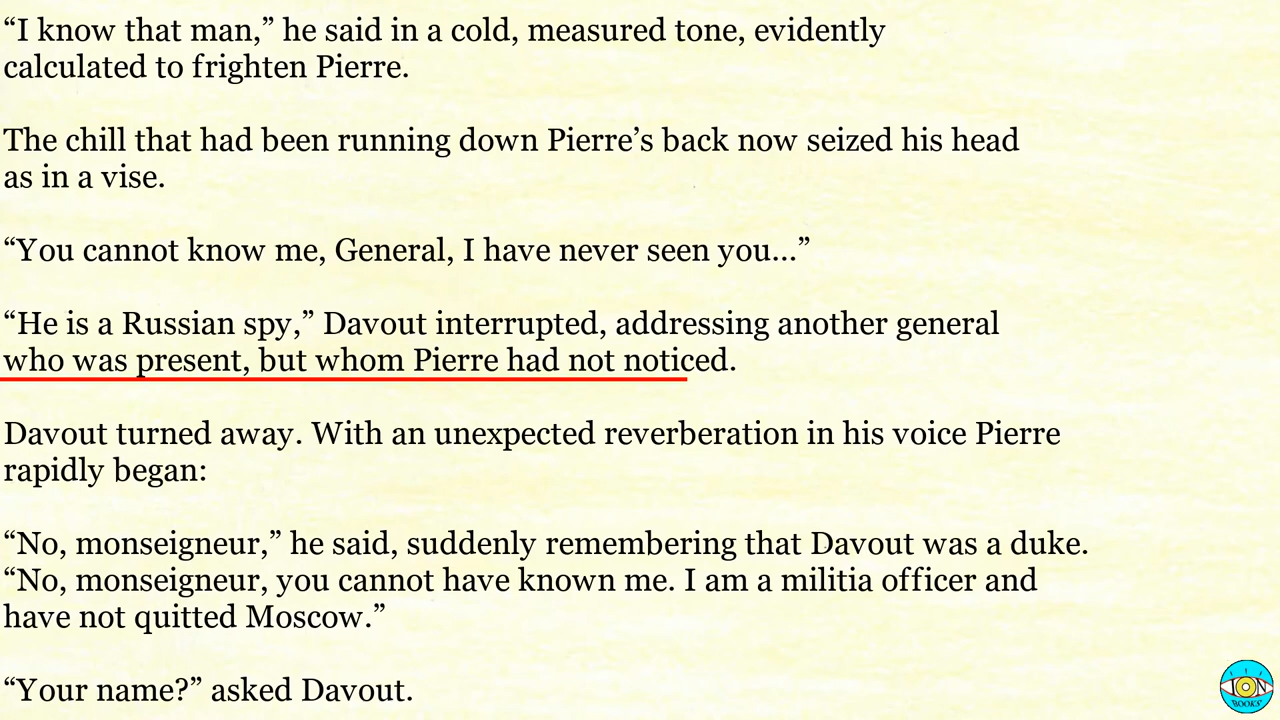 “I know that man,” he said in a cold, measured tone, evidently
calculated to frighten Pierre.
The chill that had been running down Pierre’s back now seized his head
as in a vise.
“You cannot know me, General, I have never seen you...”
“He is a Russian spy,” Davout interrupted, addressing another general
who was present, but whom Pierre had not noticed.
Davout turned away. With an unexpected reverberation in his voice Pierre
rapidly began:
“No, monseigneur,” he said, suddenly remembering that Davout was a duke.
“No, monseigneur, you cannot have known me. I am a militia officer and
have not quitted Moscow.”
“Your name?” asked Davout.
ION
BOOKS